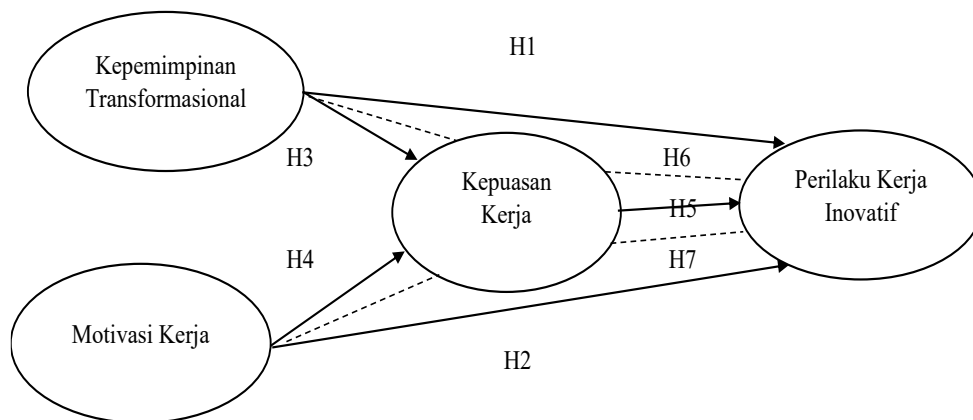 H1
Kepemimpinan
Transformasional
H3
H6
Kepuasan
Kerja
Perilaku Kerja
Inovatif
H5
H4
H7
Motivasi Kerja
H2